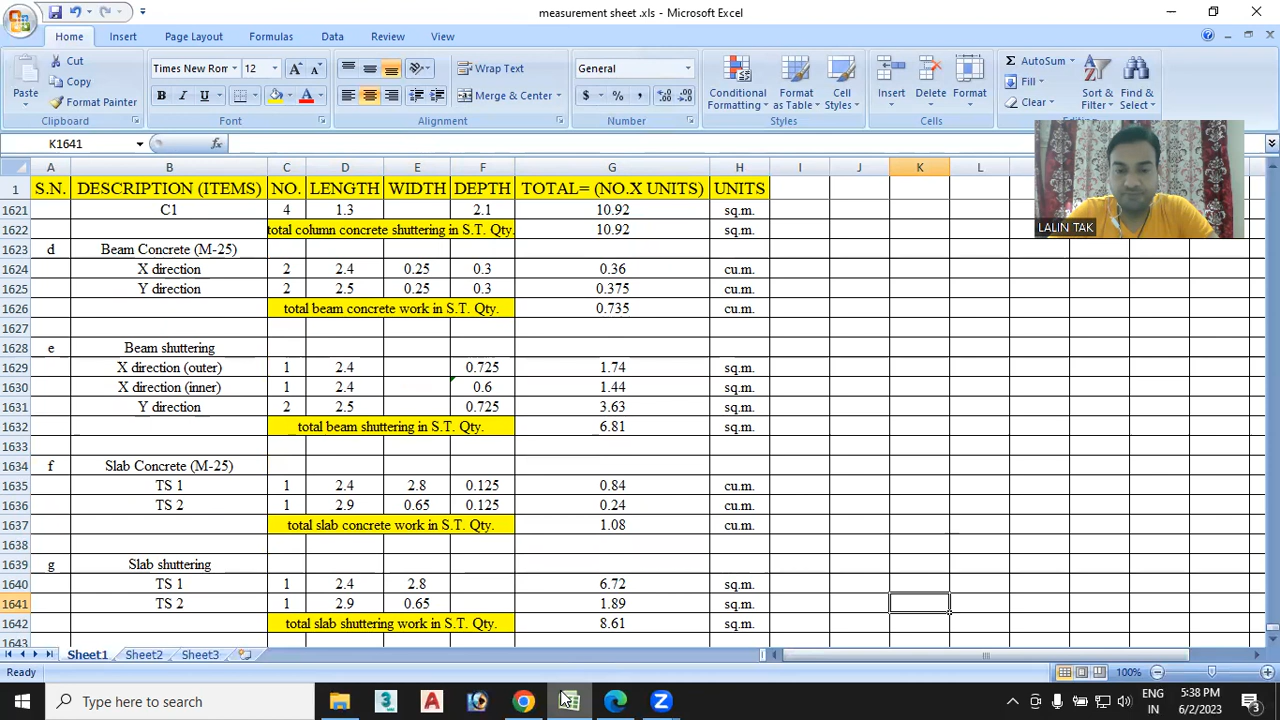 measurement sheet .xls - Microsoft Excel
Home Insert Page Layout Formulas Data Review View
Paste Cut Copy Format Painter Clipboard
Times New Rom 12 B I U A Font
Wrap Text Merge & Center Alignment
General $ % , Number
Conditional Formatting Format as Table Cell Styles Styles
Insert Delete Format Cells
Σ AutoSum Fill Clear Sort & Filter Find & Select
K1641 fx
LALIN TAK
A B C D E F G H I J K L
1 S.N. DESCRIPTION (ITEMS) NO. LENGTH WIDTH DEPTH TOTAL= (NO.X UNITS) UNITS
1621 C1 4 1.3 2.1 10.92 sq.m.
1622 total column concrete shuttering in S.T. Qty. 10.92 sq.m.
1623 d Beam Concrete (M-25)
1624 X direction 2 2.4 0.25 0.3 0.36 cu.m.
1625 Y direction 2 2.5 0.25 0.3 0.375 cu.m.
1626 total beam concrete work in S.T. Qty. 0.735 cu.m.
1627
1628 e Beam shuttering
1629 X direction (outer) 1 2.4 0.725 1.74 sq.m.
1630 X direction (inner) 1 2.4 0.6 1.44 sq.m.
1631 Y direction 2 2.5 0.725 3.63 sq.m.
1632 total beam shuttering in S.T. Qty. 6.81 sq.m.
1633
1634 f Slab Concrete (M-25)
1635 TS 1 1 2.4 2.8 0.125 0.84 cu.m.
1636 TS 2 1 2.9 0.65 0.125 0.24 cu.m.
1637 total slab concrete work in S.T. Qty. 1.08 cu.m.
1638
1639 g Slab shuttering
1640 TS 1 1 2.4 2.8 6.72 sq.m.
1641 TS 2 1 2.9 0.65 1.89 sq.m.
1642 total slab shuttering work in S.T. Qty. 8.61 sq.m.
1643
Sheet1 Sheet2 Sheet3
Ready 100%
Type here to search
ENG IN 5:38 PM 6/2/2023 3